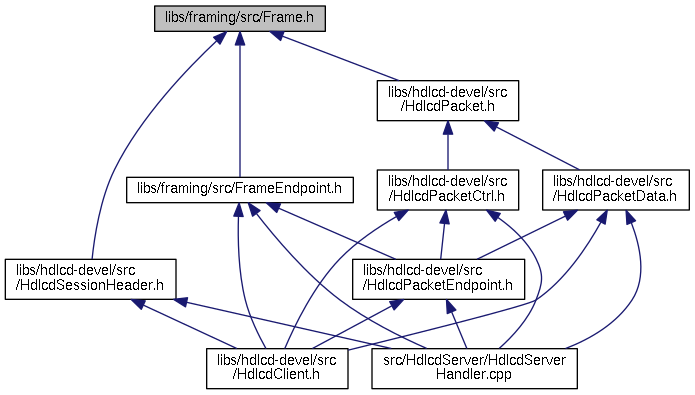 libs/framing/src/Frame.h
libs/hdlcd-devel/src
/HdlcdPacket.h
libs/framing/src/FrameEndpoint.h
libs/hdlcd-devel/src
/HdlcdPacketCtrl.h
libs/hdlcd-devel/src
/HdlcdPacketData.h
libs/hdlcd-devel/src
/HdlcdSessionHeader.h
libs/hdlcd-devel/src
/HdlcdPacketEndpoint.h
libs/hdlcd-devel/src
/HdlcdClient.h
src/HdlcdServer/HdlcdServer
Handler.cpp